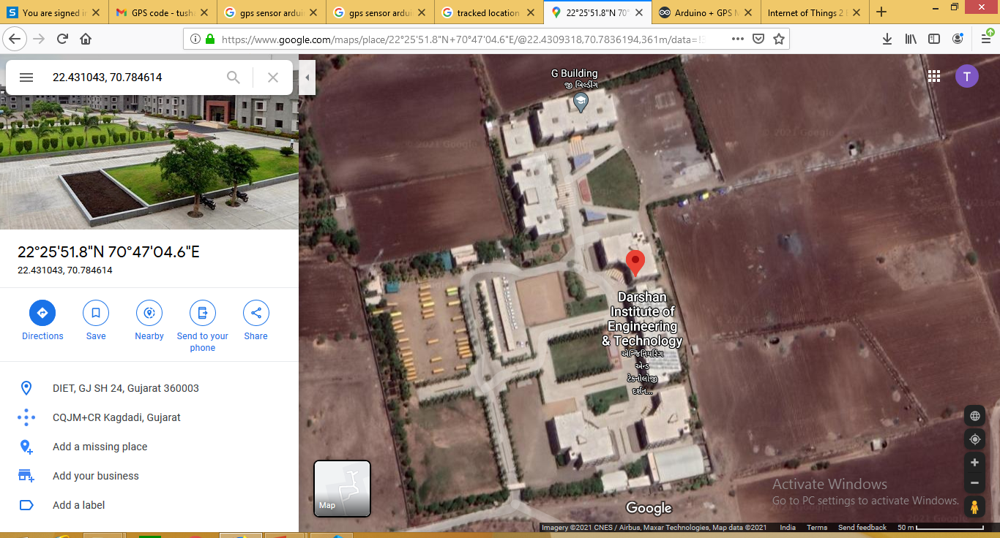 You are signed in
GPS code - tush
gps sensor ardui
gps sensor ardui
tracked location
22°25'51.8"N 70°
Arduino + GPS M
Internet of Things 2 E
https://www.google.com/maps/place/22°25'51.8"N+70°47'04.6"E/@22.4309318,70.7836194,361m/data=!3
22.431043, 70.784614
T
22°25'51.8"N 70°47'04.6"E
22.431043, 70.784614
Directions
Save
Nearby
Send to your
phone
Share
DIET, GJ SH 24, Gujarat 360003
CQJM+CR Kagdadi, Gujarat
Add a missing place
Add your business
Add a label
G Building
જી બિલ્ડીંગ
Darshan
Institute of
Engineering
& Technology
એન્જિનિયરિંગ
એન્ડ
ટેકનોલોજી
દર્શન...
Map
Google
Activate Windows
Go to PC settings to activate Windows.
Imagery ©2021 CNES / Airbus, Maxar Technologies, Map data ©2021 India Terms Send feedback 50 m